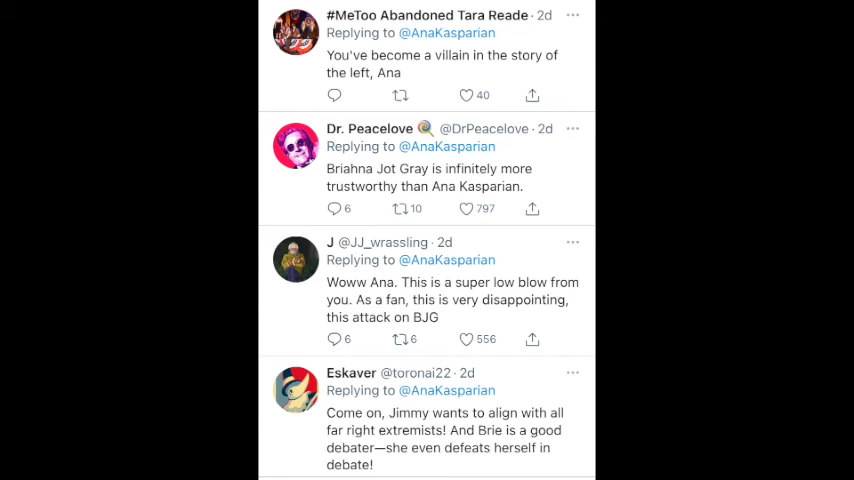 #MeToo Abandoned Tara Reade · 2d
Replying to @AnaKasparian
You've become a villain in the story of
the left, Ana
40
Dr. Peacelove 🍭 @DrPeacelove · 2d
Replying to @AnaKasparian
Briahna Jot Gray is infinitely more
trustworthy than Ana Kasparian.
6 10 797
J @JJ_wrassling · 2d
Replying to @AnaKasparian
Woww Ana. This is a super low blow from
you. As a fan, this is very disappointing,
this attack on BJG
6 6 556
Eskaver @toronai22 · 2d
Replying to @AnaKasparian
Come on, Jimmy wants to align with all
far right extremists! And Brie is a good
debater—she even defeats herself in
debate!